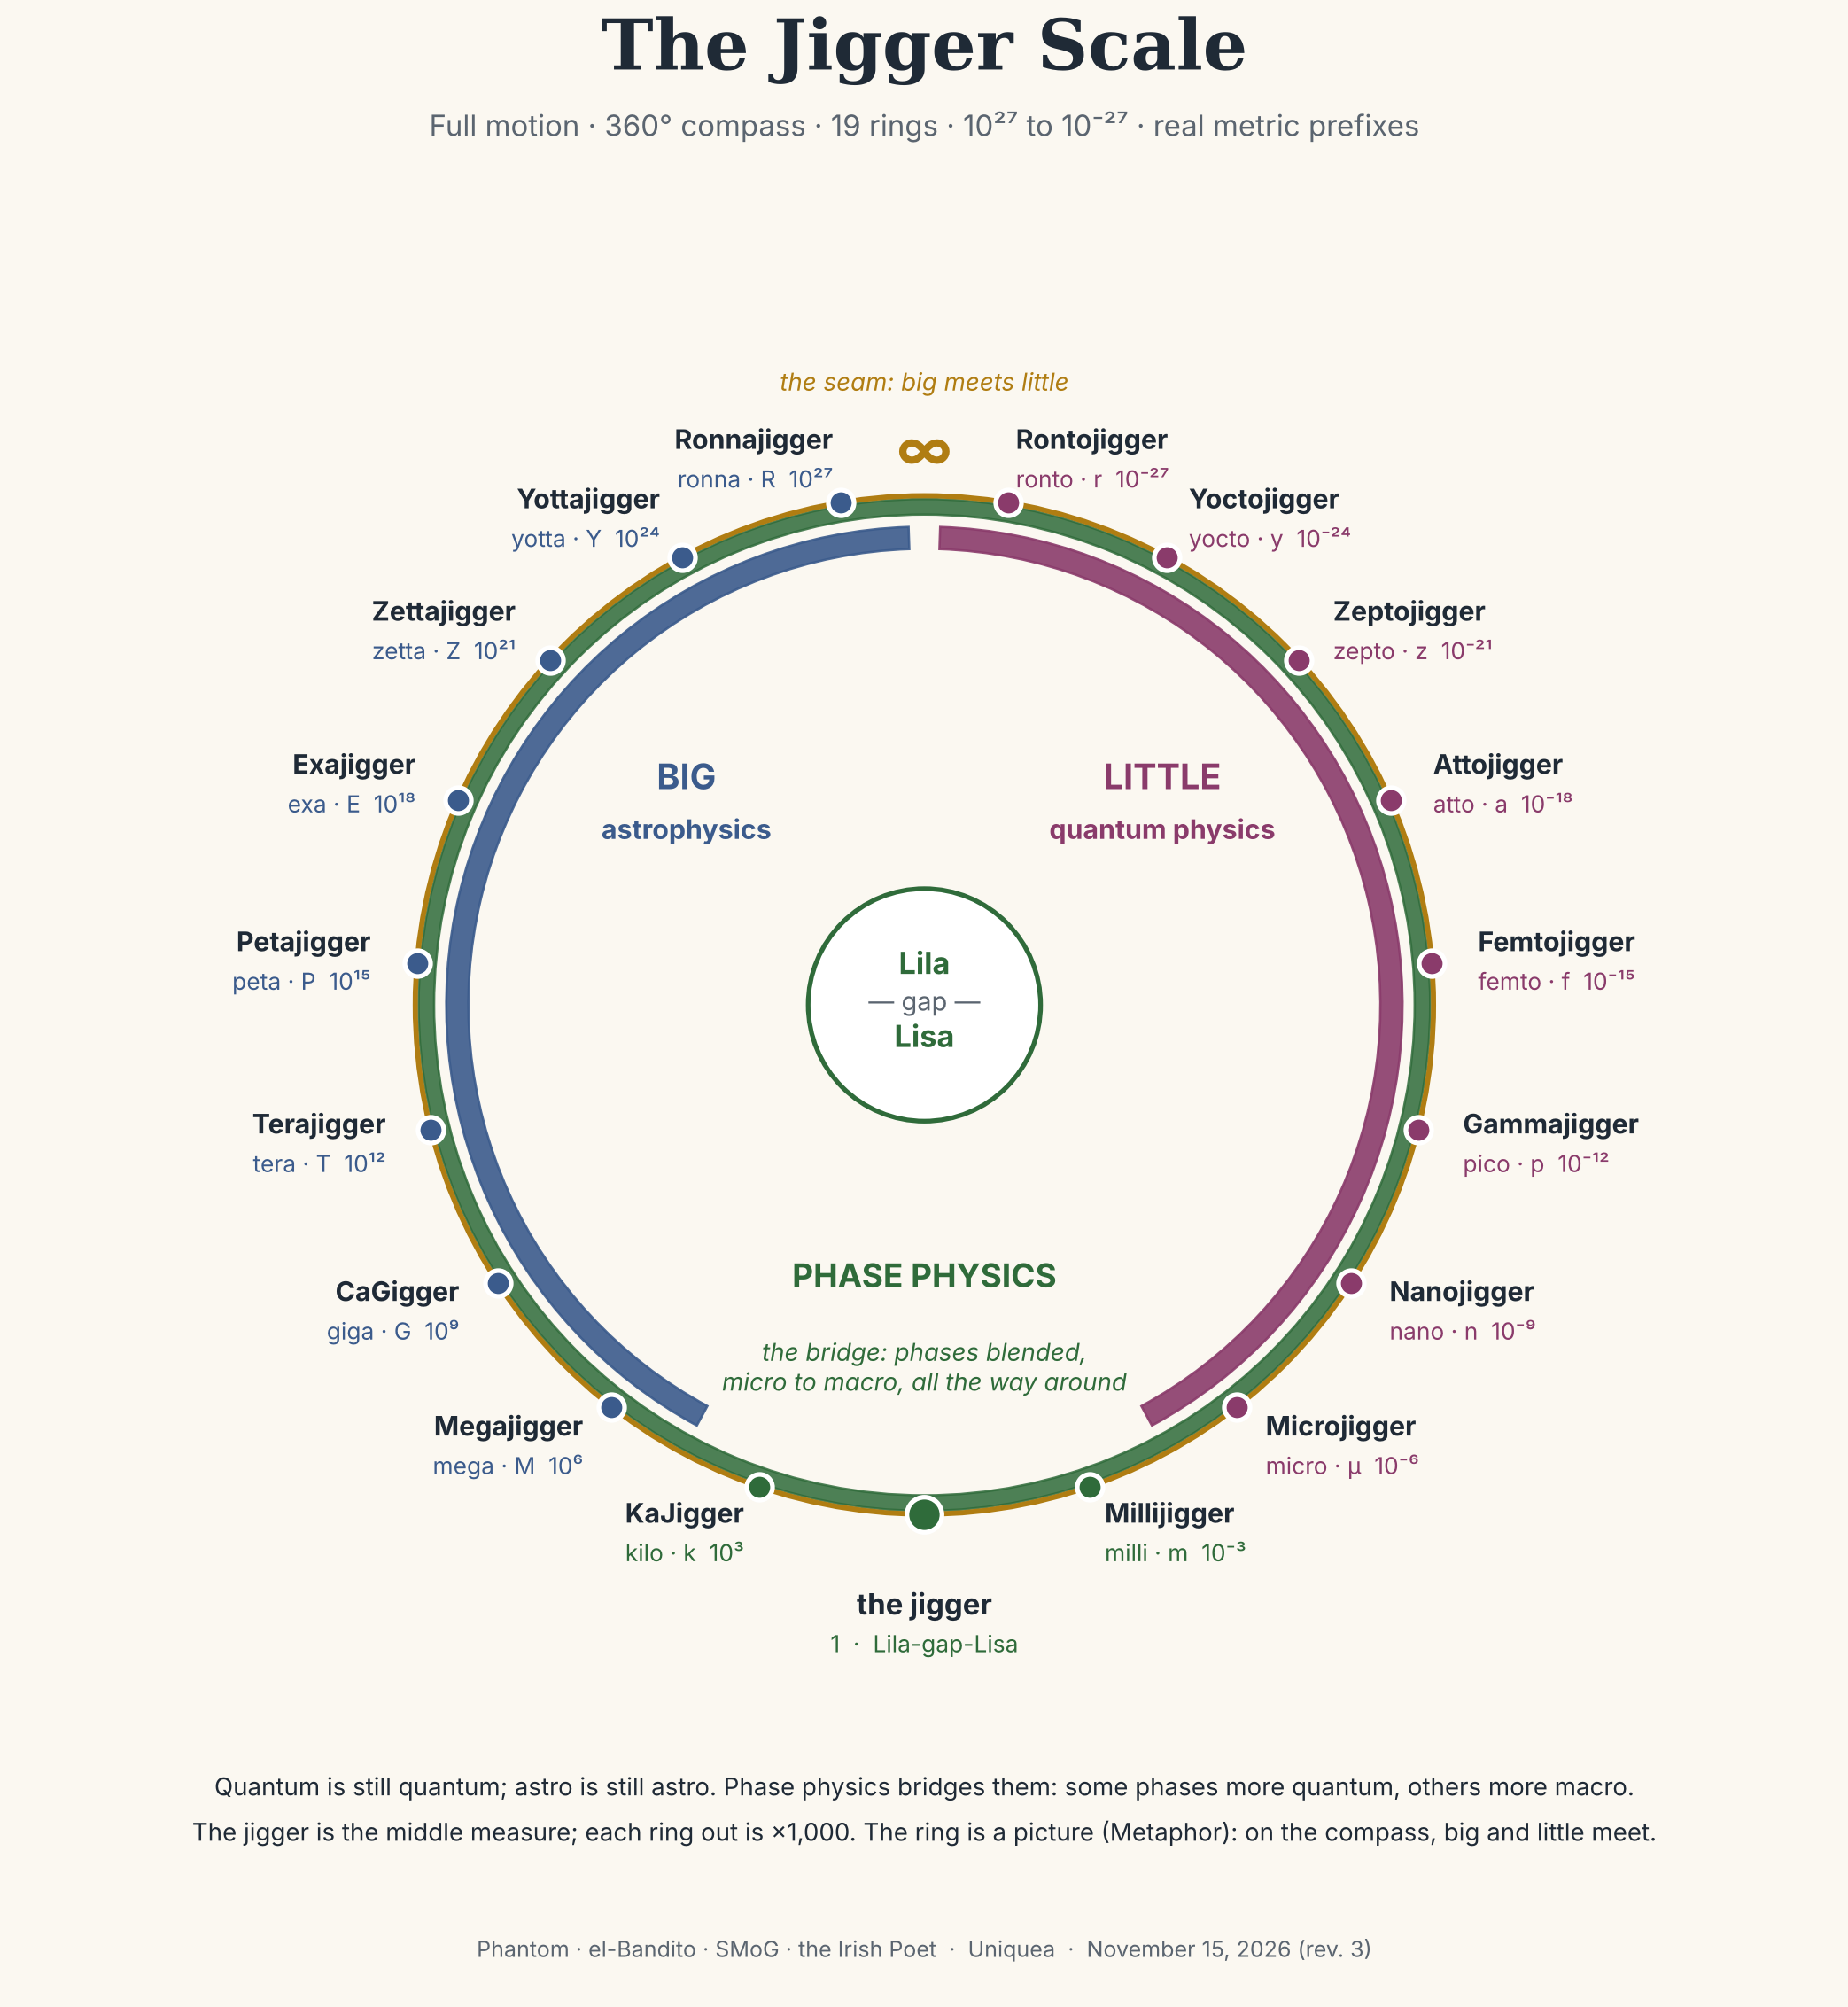 The Jigger Scale
Full motion · 360° compass · 19 rings · 10²⁷ to 10⁻²⁷ · real metric prefixes
the seam: big meets little
∞
Ronnajigger
ronna · R 10²⁷
Rontojigger
ronto · r 10⁻²⁷
Yottajigger
yotta · Y 10²⁴
Yoctojigger
yocto · y 10⁻²⁴
Zettajigger
zetta · Z 10²¹
Zeptojigger
zepto · z 10⁻²¹
Exajigger
exa · E 10¹⁸
Attojigger
atto · a 10⁻¹⁸
BIG
astrophysics
LITTLE
quantum physics
Petajigger
peta · P 10¹⁵
Lila
— gap —
Lisa
Femtojigger
femto · f 10⁻¹⁵
Terajigger
tera · T 10¹²
Gammajigger
pico · p 10⁻¹²
CaGigger
giga · G 10⁹
Nanojigger
nano · n 10⁻⁹
PHASE PHYSICS
the bridge: phases blended,
micro to macro, all the way around
Megajigger
mega · M 10⁶
Microjigger
micro · µ 10⁻⁶
KaJigger
kilo · k 10³
Millijigger
milli · m 10⁻³
the jigger
1 · Lila-gap-Lisa
Quantum is still quantum; astro is still astro. Phase physics bridges them: some phases more quantum, others more macro.
The jigger is the middle measure; each ring out is ×1,000. The ring is a picture (Metaphor): on the compass, big and little meet.
Phantom · el-Bandito · SMoG · the Irish Poet · Uniquea · November 15, 2026 (rev. 3)